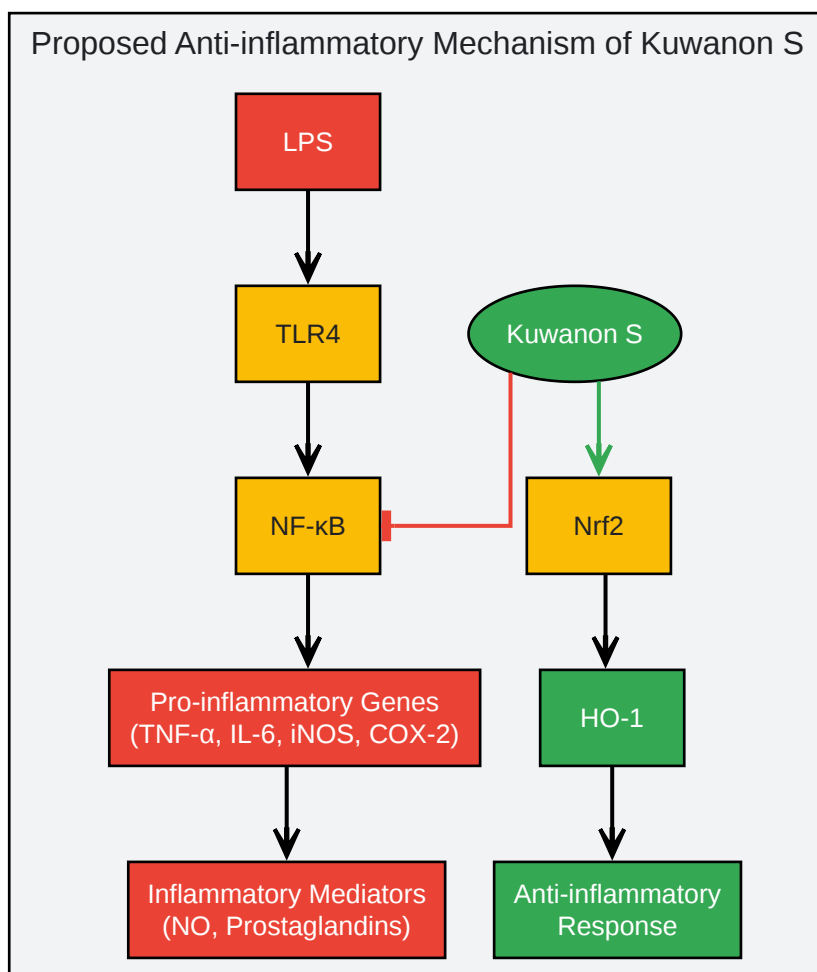 Proposed Anti-inflammatory Mechanism of Kuwanon S
LPS
TLR4
Kuwanon S
NF-κB
Nrf2
Pro-inflammatory Genes
(TNF-α, IL-6, iNOS, COX-2)
HO-1
Inflammatory Mediators
(NO, Prostaglandins)
Anti-inflammatory
Response